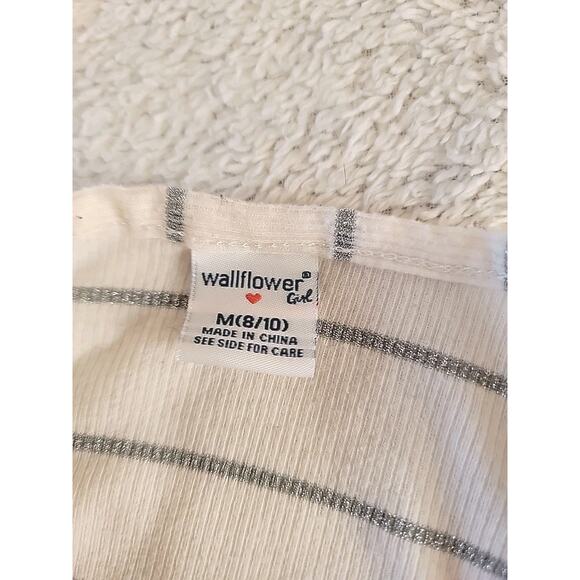 wallflower®
Girl
M(8/10)
MADE IN CHINA
SEE SIDE FOR CARE